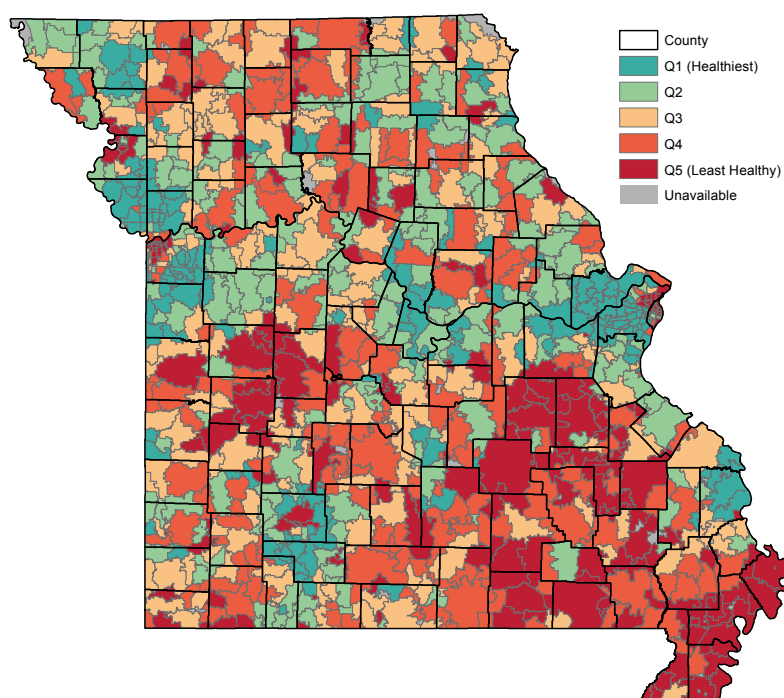 County
Q1 (Healthiest)
Q2
Q3
Q4
Q5 (Least Healthy)
Unavailable